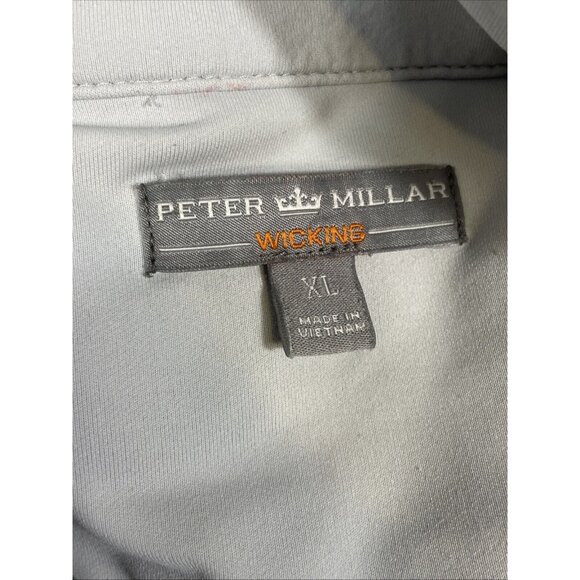 PETER MILLAR
WICKING
XL
MADE IN
VIETNAM